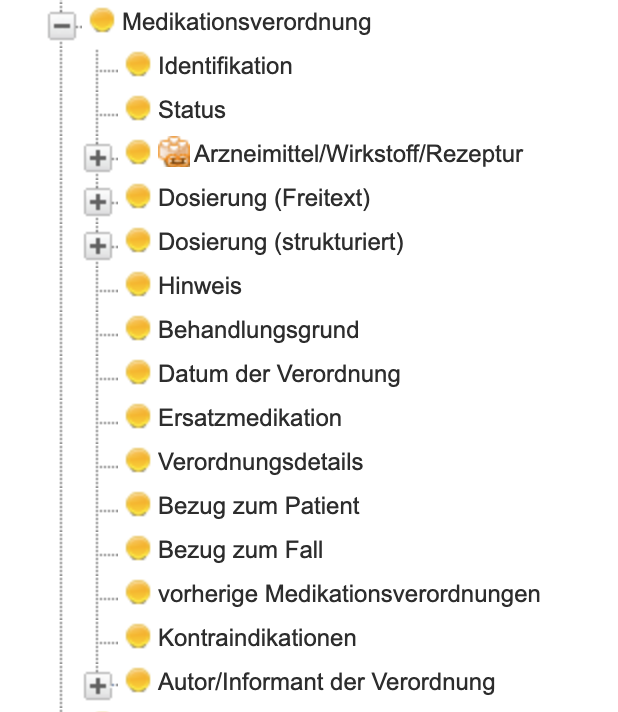 Medikationsverordnung
Identifikation
Status
Arzneimittel/Wirkstoff/Rezeptur
Dosierung (Freitext)
Dosierung (strukturiert)
Hinweis
Behandlungsgrund
Datum der Verordnung
Ersatzmedikation
Verordnungsdetails
Bezug zum Patient
Bezug zum Fall
vorherige Medikationsverordnungen
Kontraindikationen
Autor/Informant der Verordnung